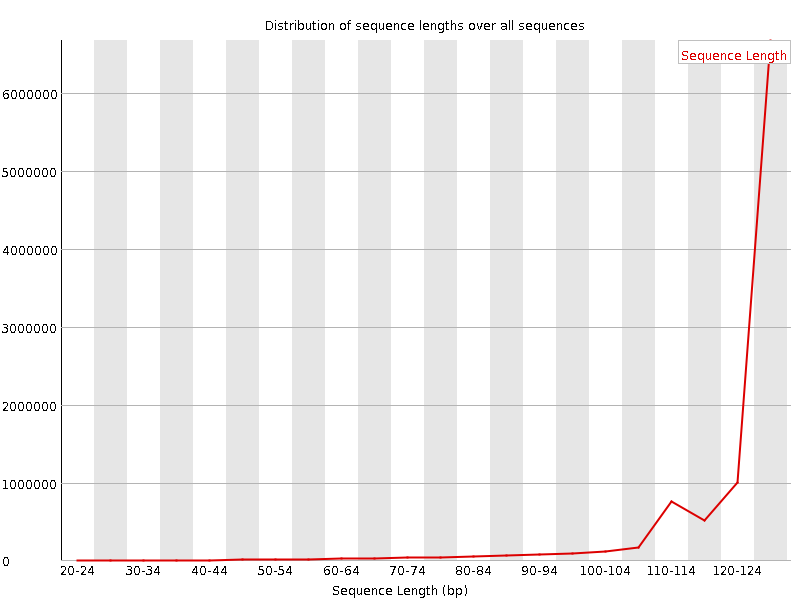 Distribution of sequence lengths over all sequences
Sequence Length
6000000
5000000
4000000
3000000
2000000
1000000
0
20-24 30-34 40-44 50-54 60-64 70-74 80-84 90-94 100-104 110-114 120-124
Sequence Length (bp)